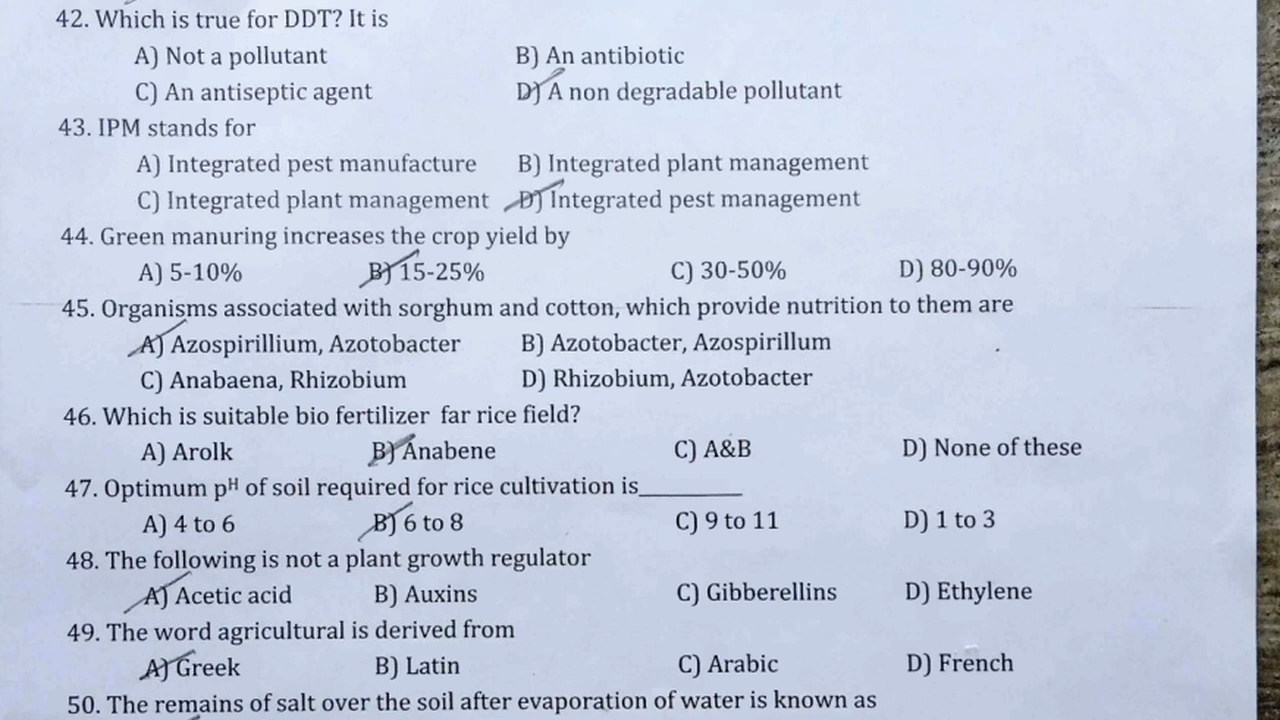 42. Which is true for DDT? It is
A) Not a pollutant B) An antibiotic
C) An antiseptic agent D) A non degradable pollutant
43. IPM stands for
A) Integrated pest manufacture B) Integrated plant management
C) Integrated plant management D) Integrated pest management
44. Green manuring increases the crop yield by
A) 5-10% B) 15-25% C) 30-50% D) 80-90%
45. Organisms associated with sorghum and cotton, which provide nutrition to them are
A) Azospirillium, Azotobacter B) Azotobacter, Azospirillum
C) Anabaena, Rhizobium D) Rhizobium, Azotobacter
46. Which is suitable bio fertilizer far rice field?
A) Arolk B) Anabene C) A&B D) None of these
47. Optimum pᴴ of soil required for rice cultivation is_________
A) 4 to 6 B) 6 to 8 C) 9 to 11 D) 1 to 3
48. The following is not a plant growth regulator
A) Acetic acid B) Auxins C) Gibberellins D) Ethylene
49. The word agricultural is derived from
A) Greek B) Latin C) Arabic D) French
50. The remains of salt over the soil after evaporation of water is known as